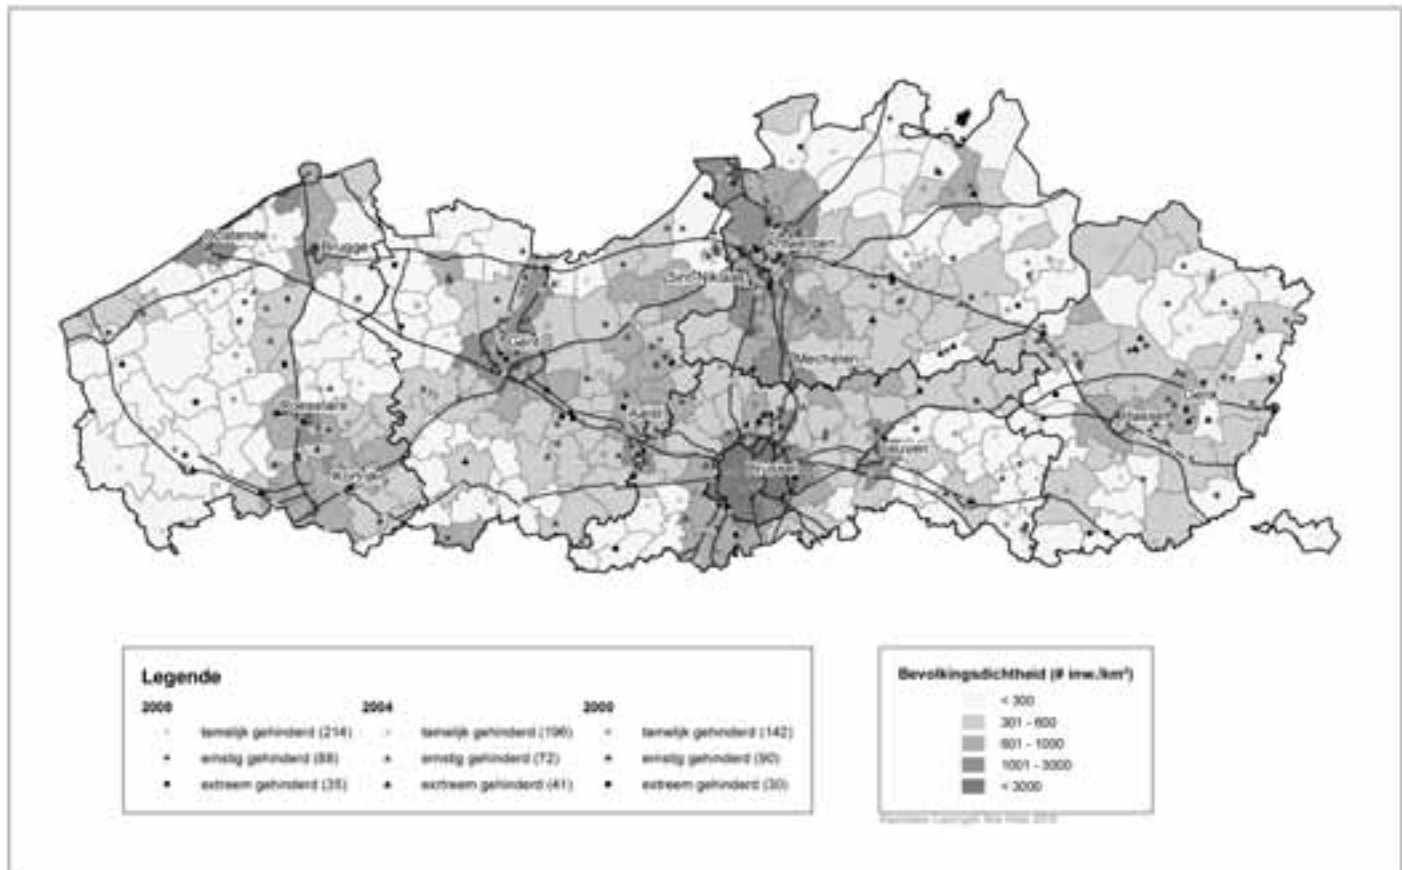 Oostende
Brugge
Antwerpen
Sint-Niklaas
Gent
Mechelen
Roeselare
Aalst
Genk
Hasselt
Leuven
Kortrijk
Brussel
Legende
2008
2004
2000
tamelijk gehinderd (214)
tamelijk gehinderd (196)
tamelijk gehinderd (142)
ernstig gehinderd (88)
ernstig gehinderd (72)
ernstig gehinderd (90)
extreem gehinderd (35)
exrtreem gehinderd (41)
extreem gehinderd (30)
Bevolkingsdichtheid (# inw./km²)
< 300
301 - 600
601 - 1000
1001 - 3000
< 3000